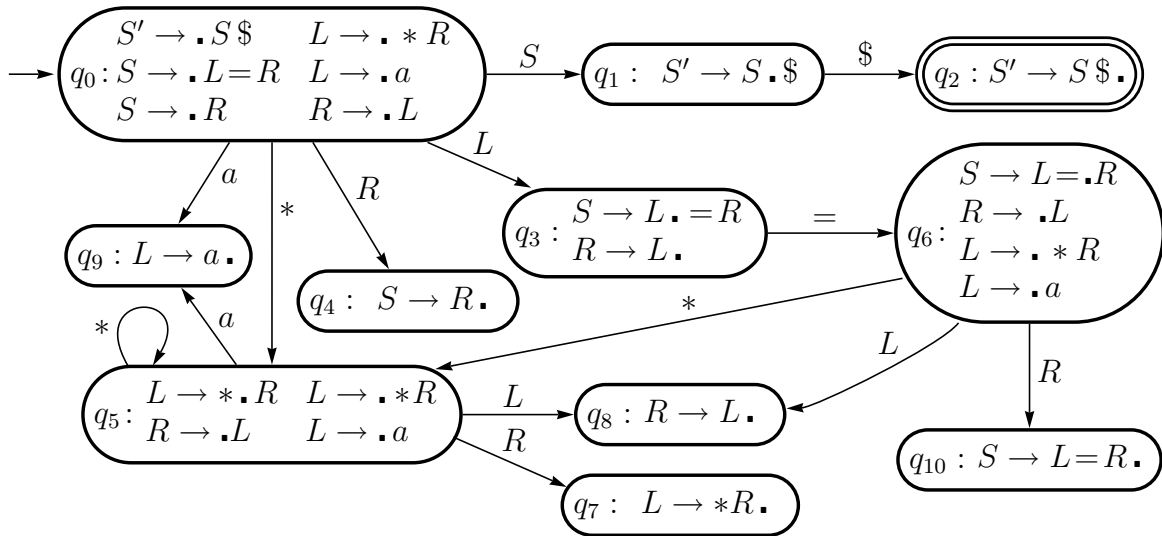 S′ → .S$ L → . * R
q0: S → .L=R L → .a
S → .R R → .L
S
q1: S′ → S.$
$
q2: S′ → S$.
a
*
R
L
q9: L → a.
q4: S → R.
q3: S → L. =R
R → L.
=
q6: S → L=.R
R → .L
L → . * R
L → .a
*
a
*
L
R
q5: L → *.R L → .*R
R → .L L → .a
L
q8: R → L.
R
q7: L → *R.
q10: S → L=R.